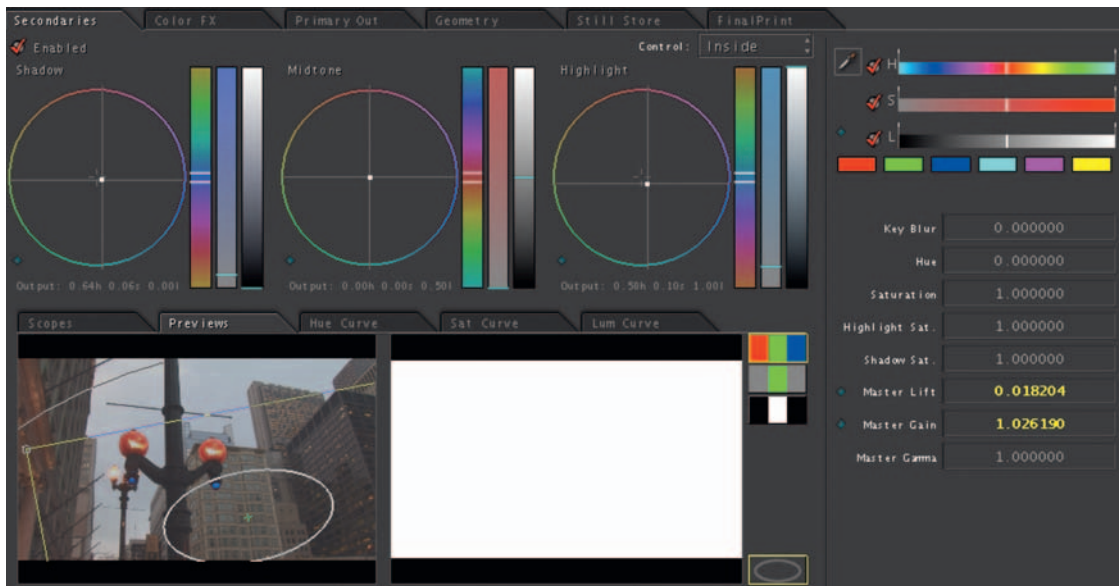 Secondaries Color FX Primary Out Geometry Still Store FinalPrint
Enabled Control: Inside
Shadow Midtone Highlight
H
S
L
Output: 0.64h 0.06s 0.00l Output: 0.00h 0.00s 0.50l Output: 0.58h 0.10s 1.00l
Scopes Previews Hue Curve Sat Curve Lum Curve
Key Blur 0.000000
Hue 0.000000
Saturation 1.000000
Highlight Sat. 1.000000
Shadow Sat. 1.000000
Master Lift 0.018204
Master Gain 1.026190
Master Gamma 1.000000